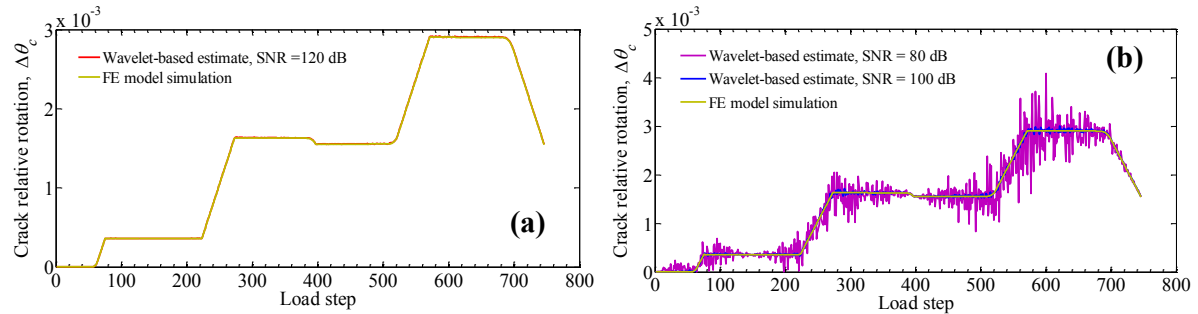 x 10⁻³
3
2
1
0
Crack relative rotation, Δθc
Wavelet-based estimate, SNR =120 dB
FE model simulation
(a)
0 100 200 300 400 500 600 700 800
Load step
x 10⁻³
5
4
3
2
1
0
Crack relative rotation, Δθc
Wavelet-based estimate, SNR = 80 dB
Wavelet-based estimate, SNR = 100 dB
FE model simulation
(b)
0 100 200 300 400 500 600 700 800
Load step